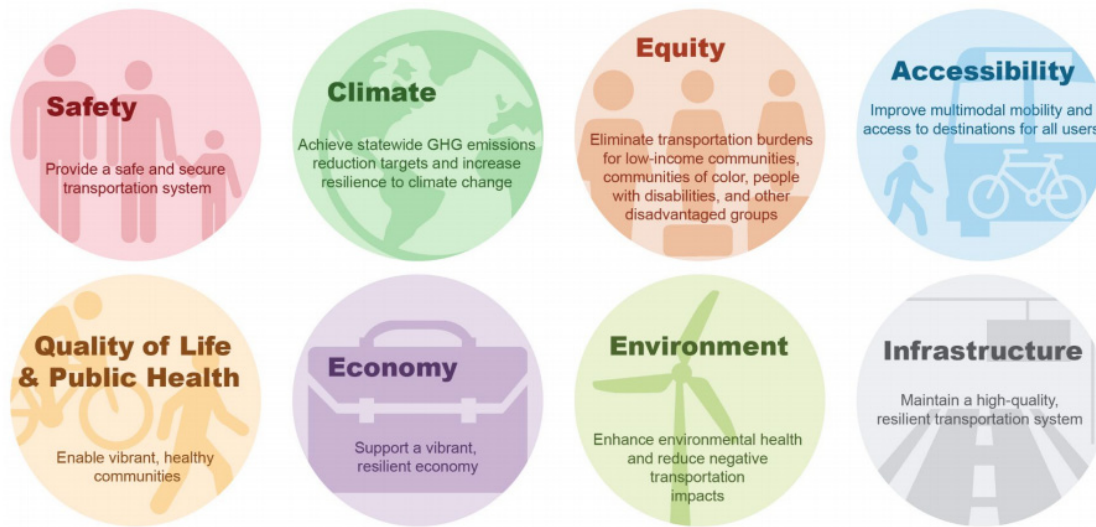 Safety
Provide a safe and secure
transportation system
Climate
Achieve statewide GHG emissions
reduction targets and increase
resilience to climate change
Equity
Eliminate transportation burdens
for low-income communities,
communities of color, people
with disabilities, and other
disadvantaged groups
Accessibility
Improve multimodal mobility and
access to destinations for all users
Quality of Life
& Public Health
Enable vibrant, healthy
communities
Economy
Support a vibrant,
resilient economy
Environment
Enhance environmental health
and reduce negative
transportation
impacts
Infrastructure
Maintain a high-quality,
resilient transportation system